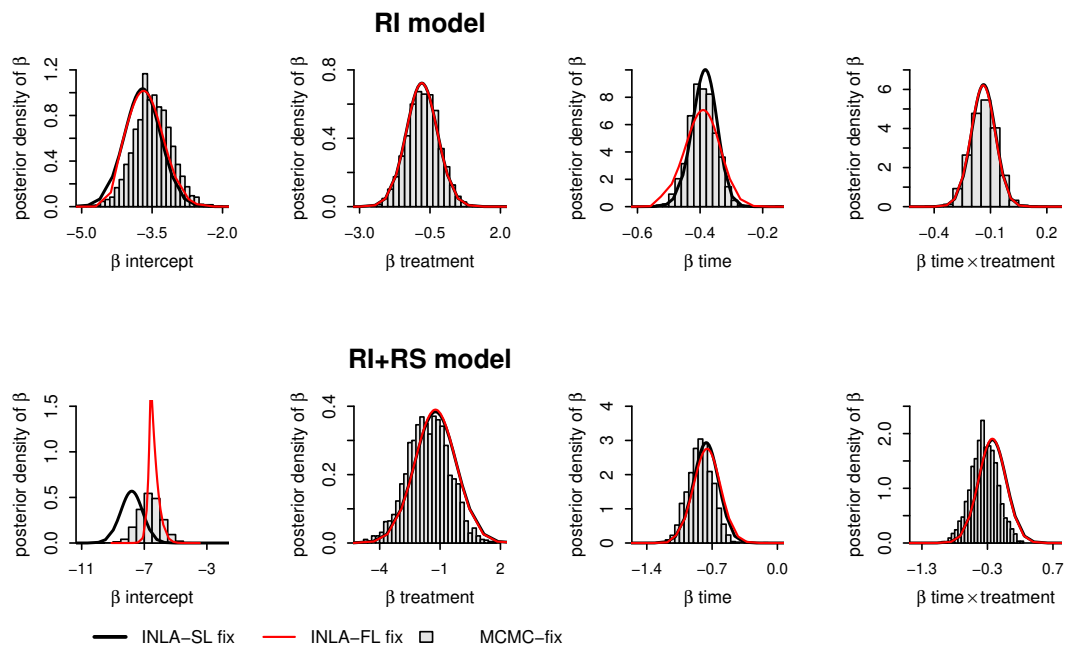 RI model
posterior density of β
0.0 0.4 0.8 1.2
−5.0 −3.5 −2.0
β intercept
posterior density of β
0.0 0.4 0.8
−3.0 −0.5 2.0
β treatment
posterior density of β
0 2 4 6 8 10
−0.6 −0.4 −0.2
β time
posterior density of β
0 2 4 6
−0.4 −0.1 0.2
β time × treatment
RI+RS model
posterior density of β
0.0 0.5 1.0 1.5
−11 −7 −3
β intercept
posterior density of β
0.0 0.2 0.4
−4 −1 2
β treatment
posterior density of β
0 1 2 3 4
−1.4 −0.7 0.0
β time
posterior density of β
0.0 1.0 2.0
−1.3 −0.3 0.7
β time × treatment
INLA−SL fix INLA−FL fix MCMC−fix